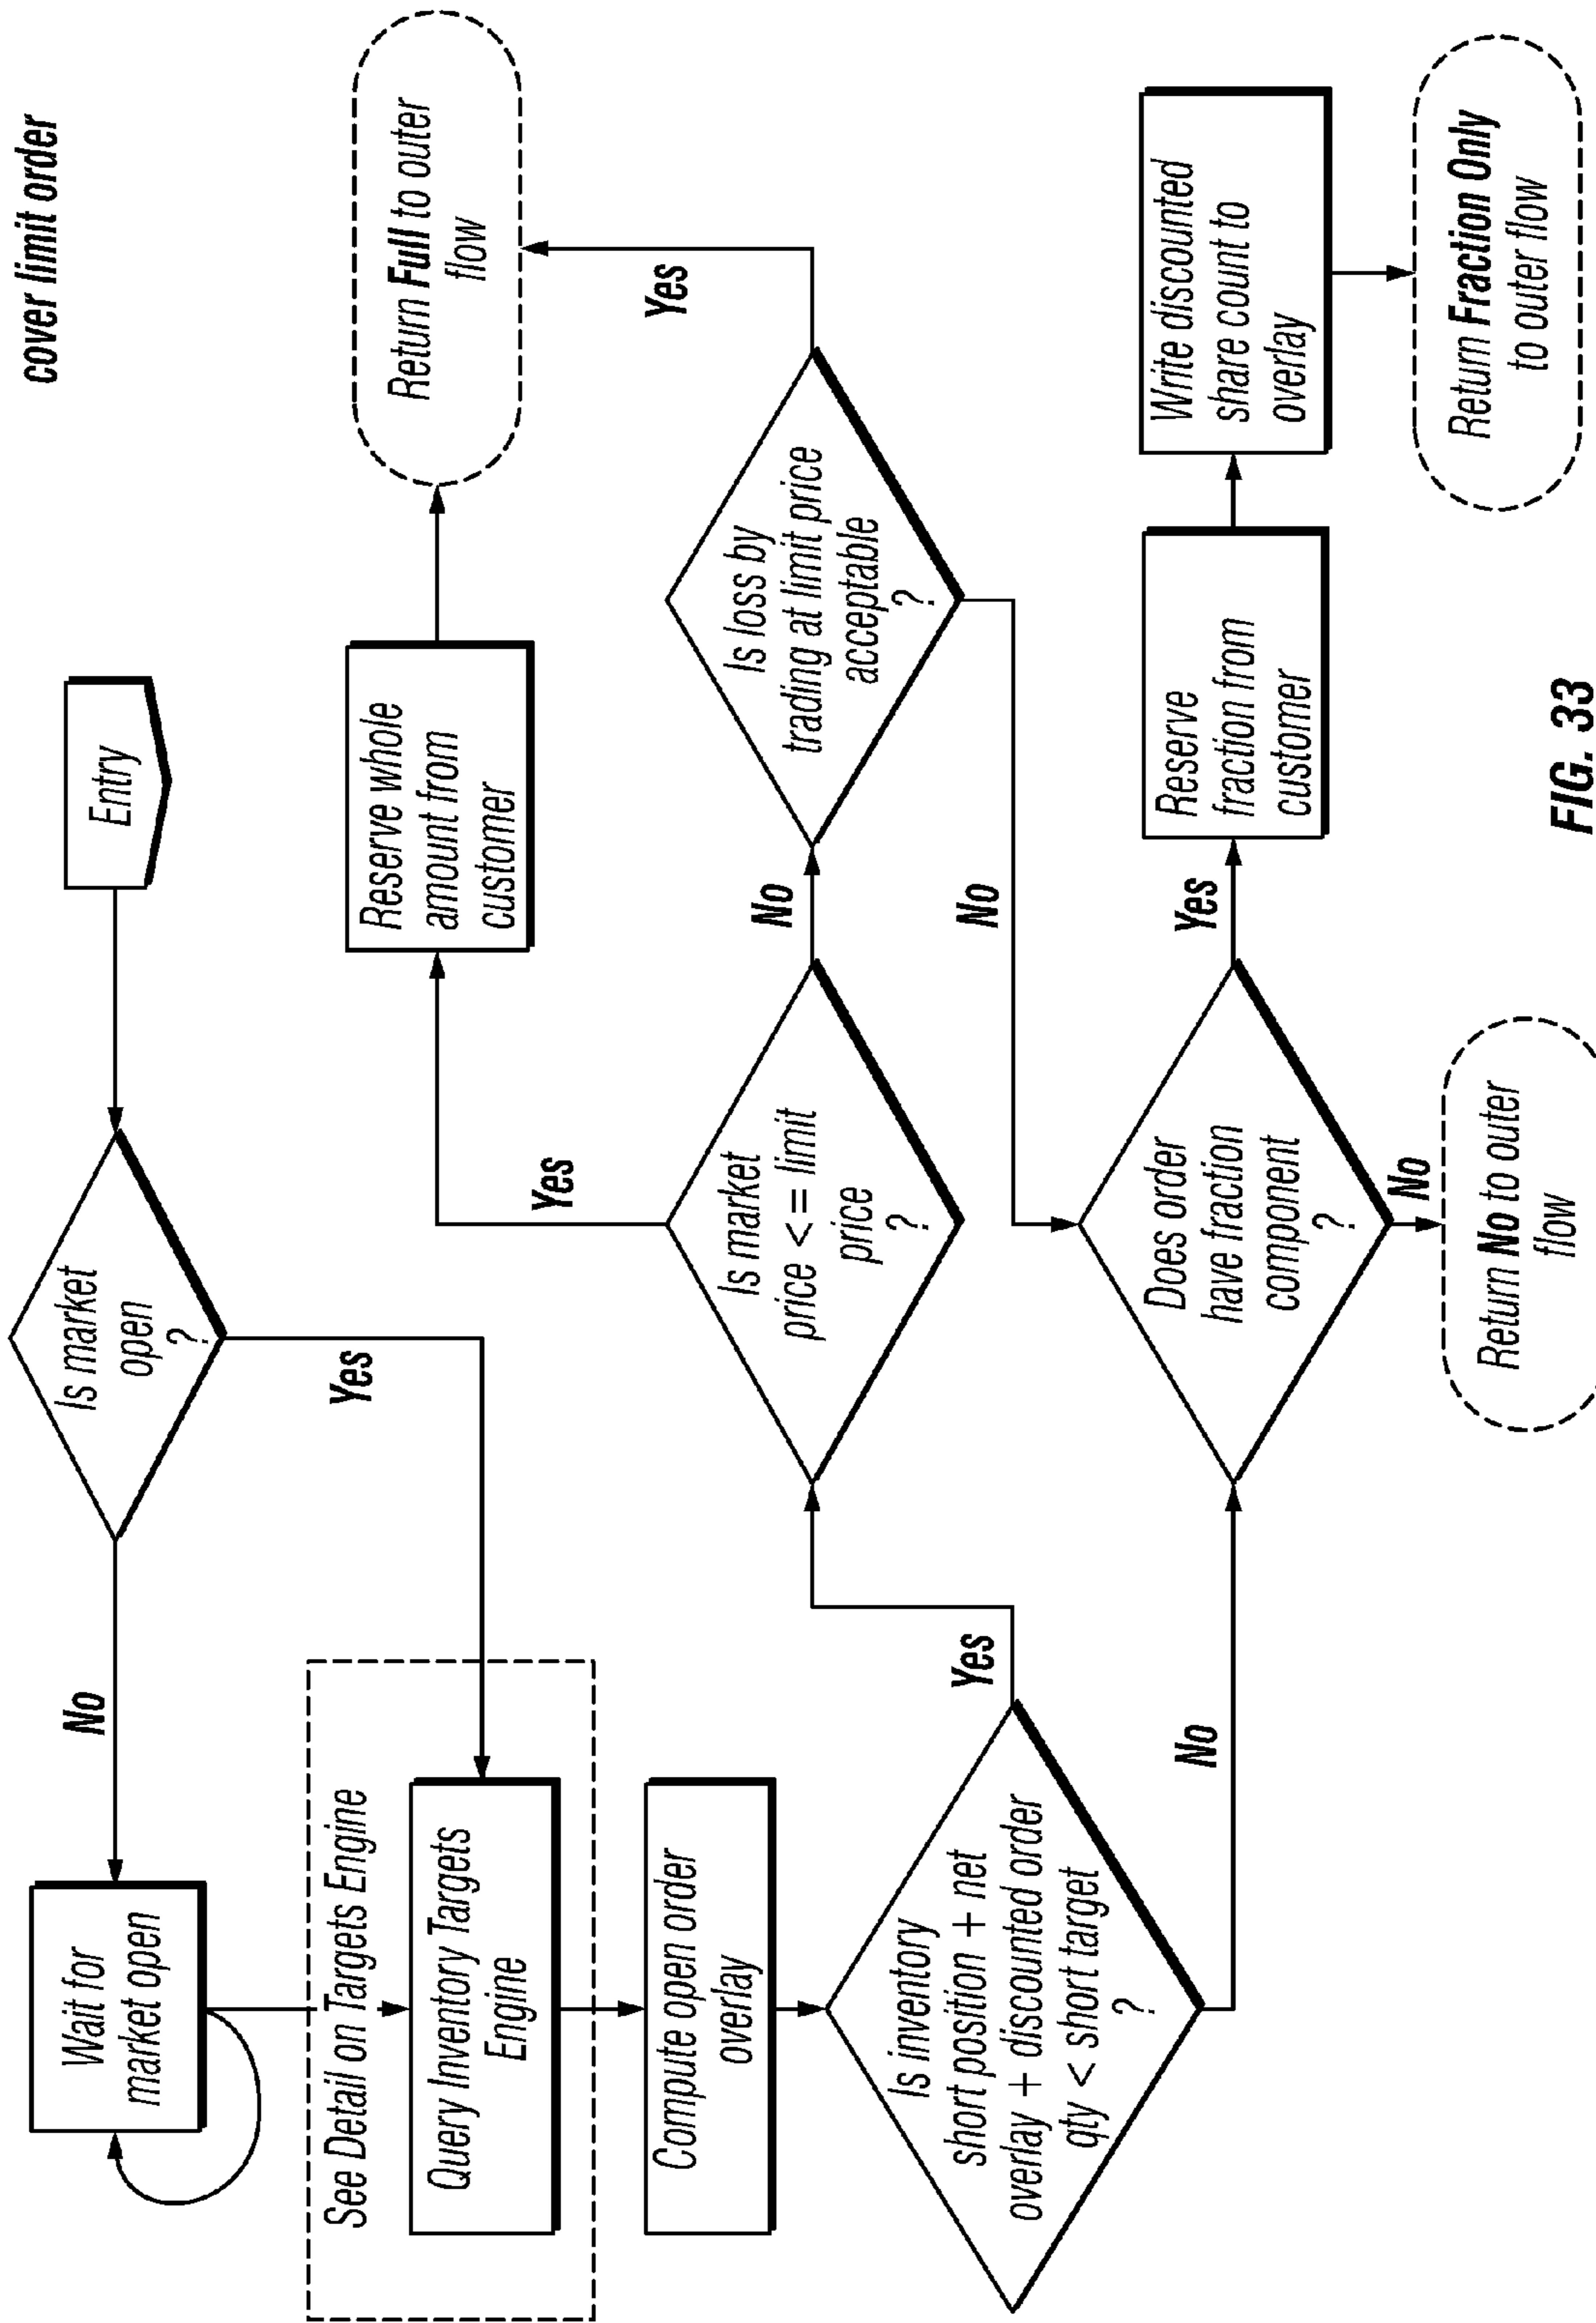 cover limit order
Entry
Is market
open
?
No
Yes
Wait for
market open
See Detail on Targets Engine
Query Inventory Targets
Engine
Compute open order
overlay
Is inventory
short position + net
overlay + discounted order
qty < short target
?
Yes
No
Is market
price < = limit
price
?
Yes
No
Reserve whole
amount from
customer
Return Full to outer
flow
Is loss by
trading at limit price
acceptable
?
Yes
No
Does order
have fraction
component
?
Yes
No
Reserve
fraction from
customer
Write discounted
share count to
overlay
Return Fraction Only
to outer flow
Return No to outer
flow
FIG. 33